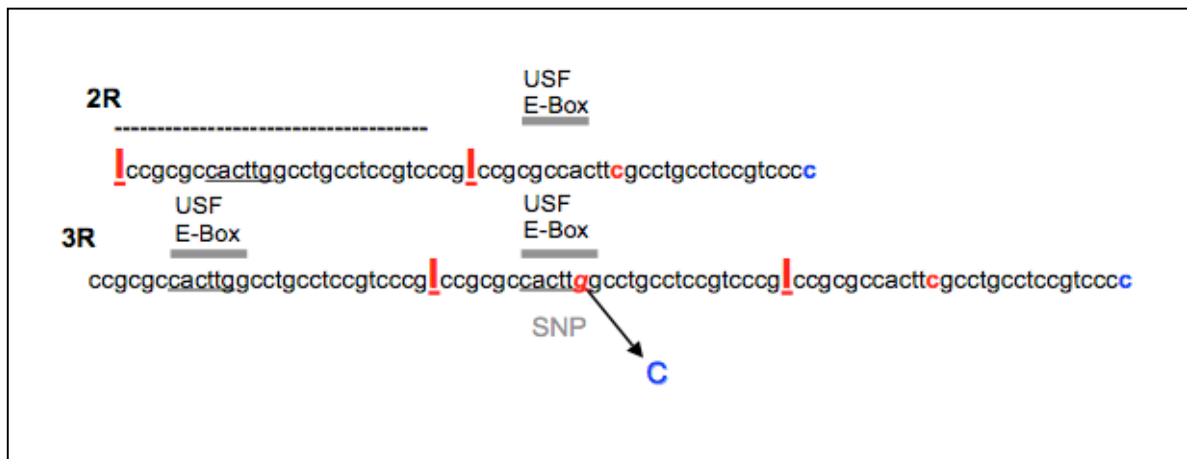 USF
2R E-Box
---------------------------------------
|ccgcgccacttggcctgcctccgtcccg|ccgcgccacttcgcctgcctccgtcccc
USF USF
3R E-Box E-Box
ccgcgccacttggcctgcctccgtcccg|ccgcgccacttggcctgcctccgtcccg|ccgcgccacttcgcctgcctccgtcccc
SNP
C